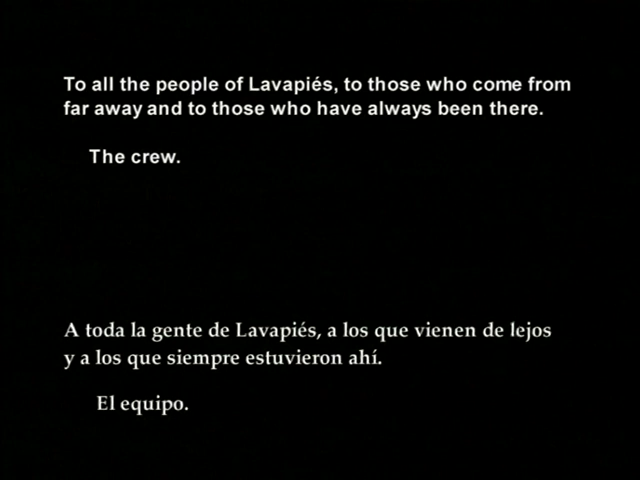 To all the people of Lavapiés, to those who come from
far away and to those who have always been there.
The crew.
A toda la gente de Lavapiés, a los que vienen de lejos
y a los que siempre estuvieron ahí.
El equipo.